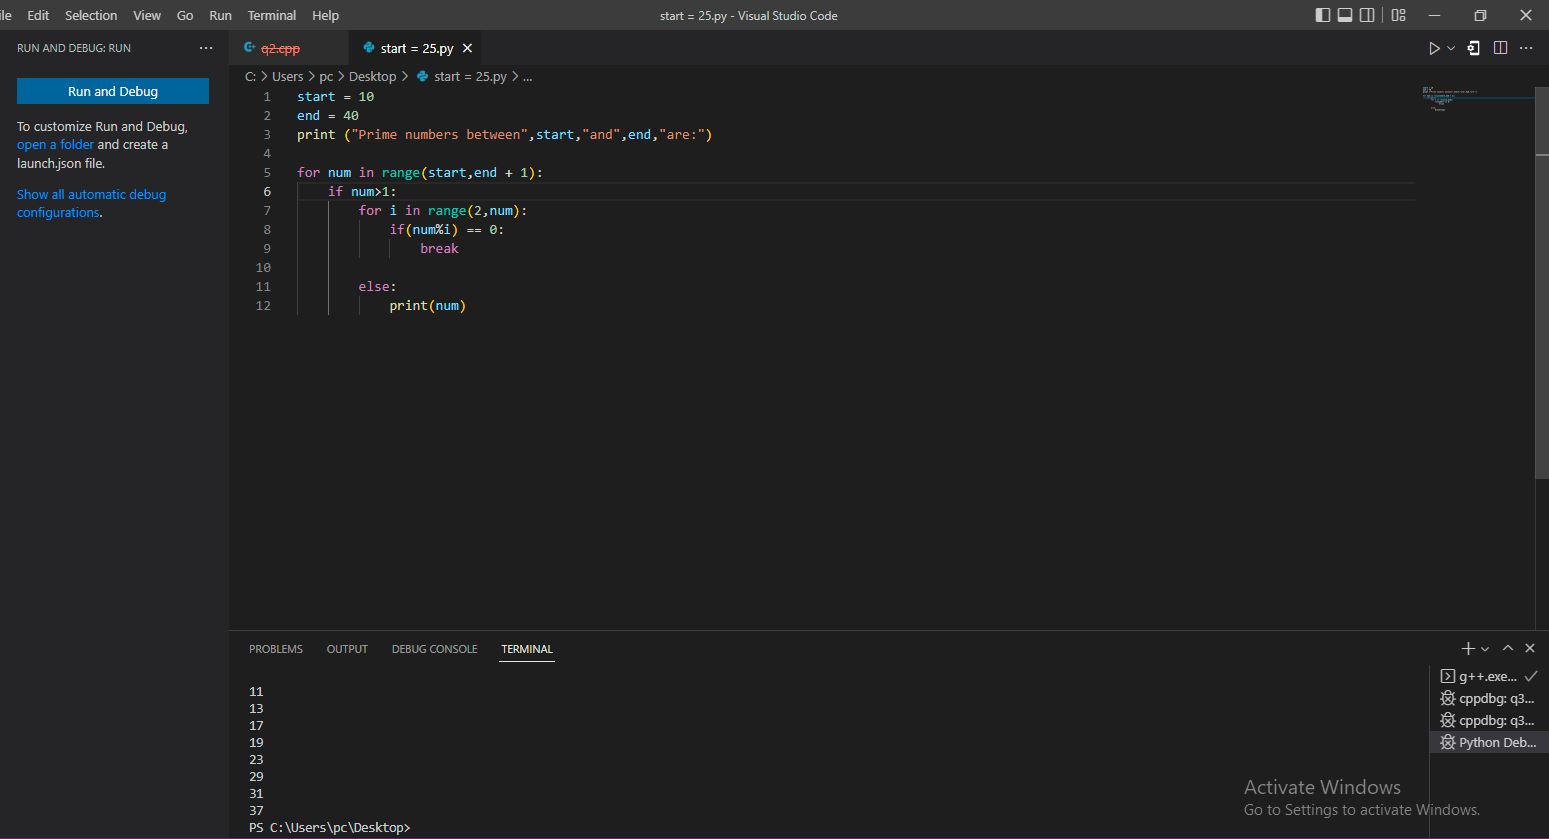 ile Edit Selection View Go Run Terminal Help start = 25.py - Visual Studio Code
RUN AND DEBUG: RUN ...
Run and Debug
To customize Run and Debug,
open a folder and create a
launch.json file.
Show all automatic debug
configurations.
q2.cpp start = 25.py
C: > Users > pc > Desktop > start = 25.py > ...
1 start = 10
2 end = 40
3 print ("Prime numbers between",start,"and",end,"are:")
4
5 for num in range(start,end + 1):
6 if num>1:
7 for i in range(2,num):
8 if(num%i) == 0:
9 break
10
11 else:
12 print(num)
PROBLEMS OUTPUT DEBUG CONSOLE TERMINAL
11
13
17
19
23
29
31
37
PS C:\Users\pc\Desktop>
g++.exe...
cppdbg: q3...
cppdbg: q3...
Python Deb...
Activate Windows
Go to Settings to activate Windows.